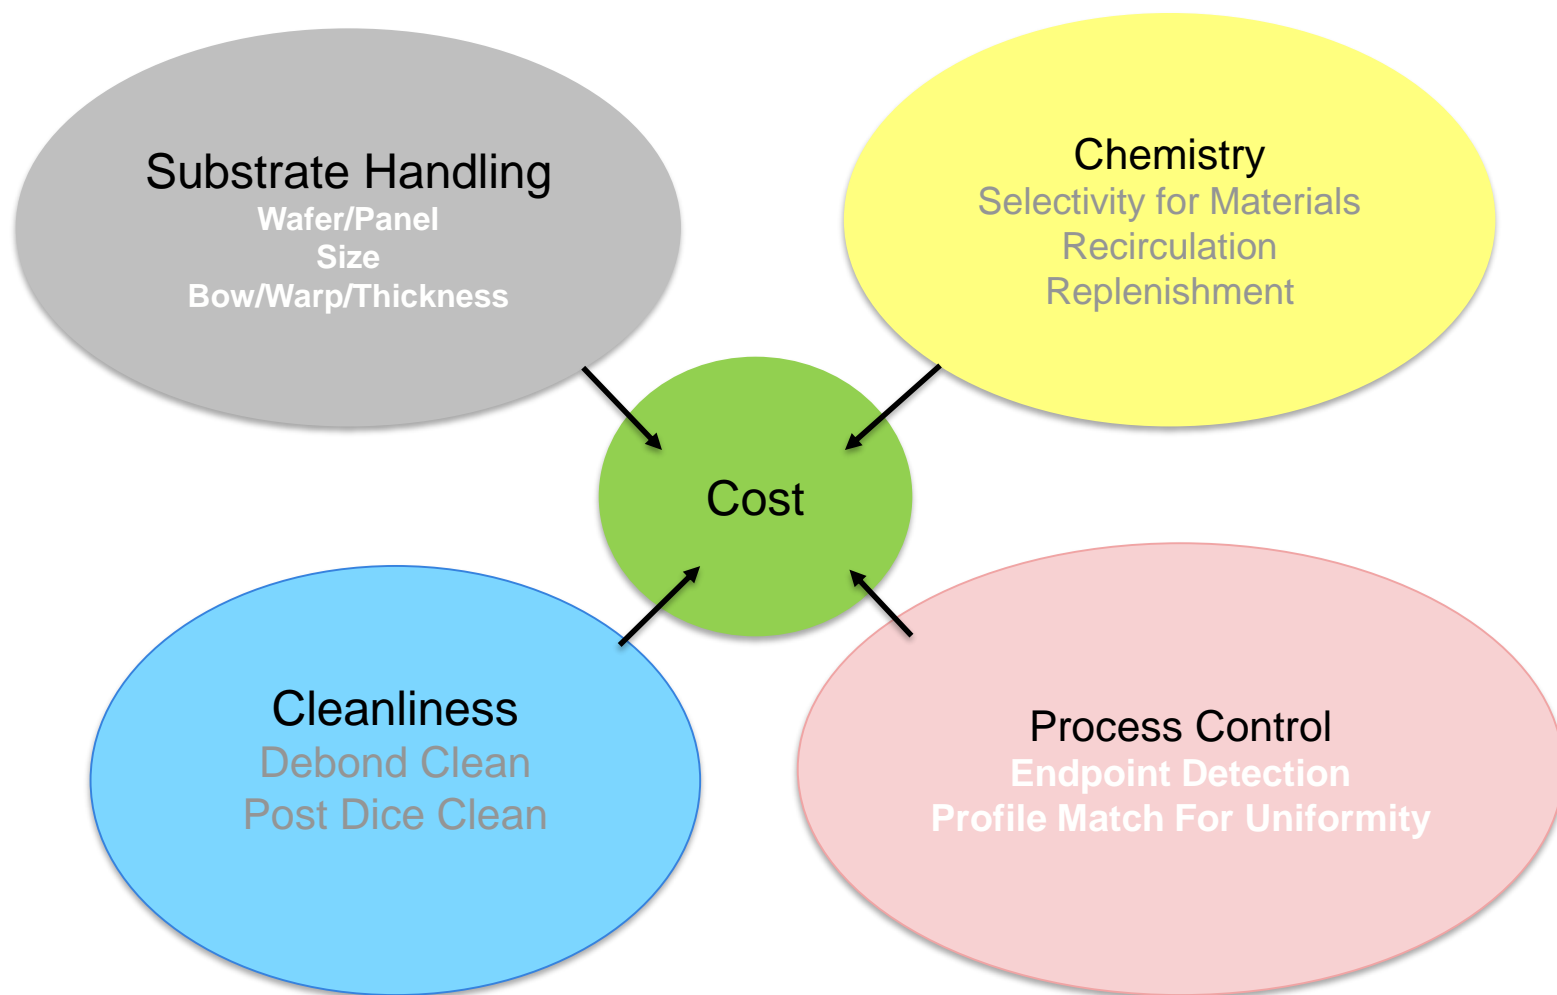 Substrate Handling
Wafer/Panel
Size
Bow/Warp/Thickness
Chemistry
Selectivity for Materials
Recirculation
Replenishment
Cost
Cleanliness
Debond Clean
Post Dice Clean
Process Control
Endpoint Detection
Profile Match For Uniformity